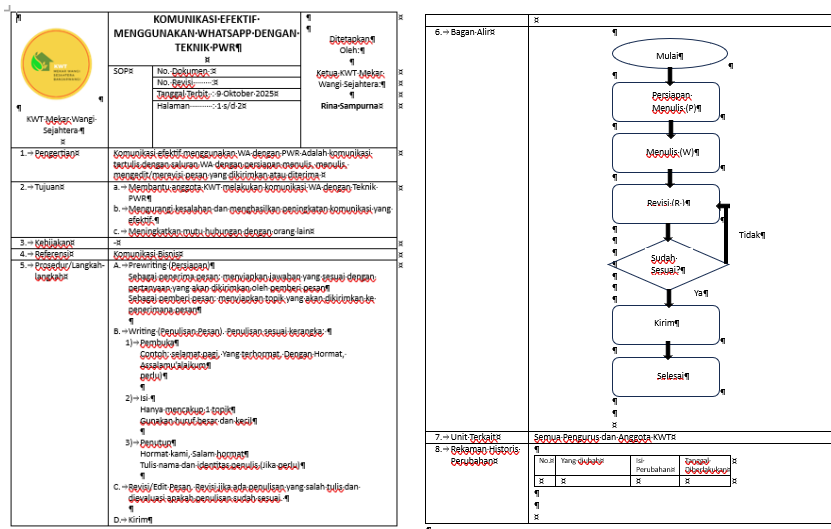 KOMUNIKASI EFEKTIF
MENGGUNAKAN WHATSAPP DENGAN
TEKNIK PWR
Ditetapkan
Oleh:
Ketua KWT Mekar
Wangi Sejahtera
Rina Sampurna
KWT
KWT Mekar Wangi
Sejahtera
SOP
No. Dokumen :
No. Revisi :
Tanggal Terbit : 9 Oktober 2025
Halaman : 1 s/d 2
1. Pengertian
Komunikasi efektif menggunakan WA dengan PWR Adalah komunikasi
tertulis dengan saluran WA dengan persiapan menulis, menulis,
mengedit/merevisi pesan yang dikirimkan atau diterima
2. Tujuan
a. Membantu anggota KWT melakukan komunikasi WA dengan Teknik
PWR
b. Mengurangi kesalahan dan menghasilkan peningkatan komunikasi yang
efektif.
c. Meningkatkan mutu hubungan dengan orang lain
3. Kebijakan
-
4. Referensi
Komunikasi Bisnis
5. Prosedur/Langkah-
langkah
A. Prewriting (Persiapan)
Sebagai penerima pesan: menyiapkan jawaban yang sesuai dengan
pertanyaan yang akan dikirimkan oleh pemberi pesan
Sebagai pemberi pesan: menyiapkan topik yang akan dikirimkan ke
penerimana pesan
B. Writing (Penulisan Pesan). Penulisan sesuai kerangka:
1) Pembuka
Contoh: selamat pagi, Yang terhormat, Dengan Hormat,
Assalamu'alaikum
perlu)
2) Isi
Hanya mencakup 1 topik
Gunakan huruf besar dan kecil
3) Penutup
Hormat kami, Salam hormat
Tulis nama dan identitas penulis (Jika perlu)
C. Revisi/Edit Pesan. Revisi jika ada penulisan yang salah tulis dan
dievaluasi apakah penulisan sudah sesuai.
D. Kirim
6. Bagan Alir
Mulai
Persiapan
Menulis (P)
Menulis (W)
Revisi (R )
Tidak
Sudah
Sesuai?
Ya
Kirim
Selesai
7. Unit Terkait
Semua Pengurus dan Anggota KWT
8. Rekaman Historis
Perubahan
No.
Yang diubah
Isi
Perubahan
Tanggal
Diberlakukan